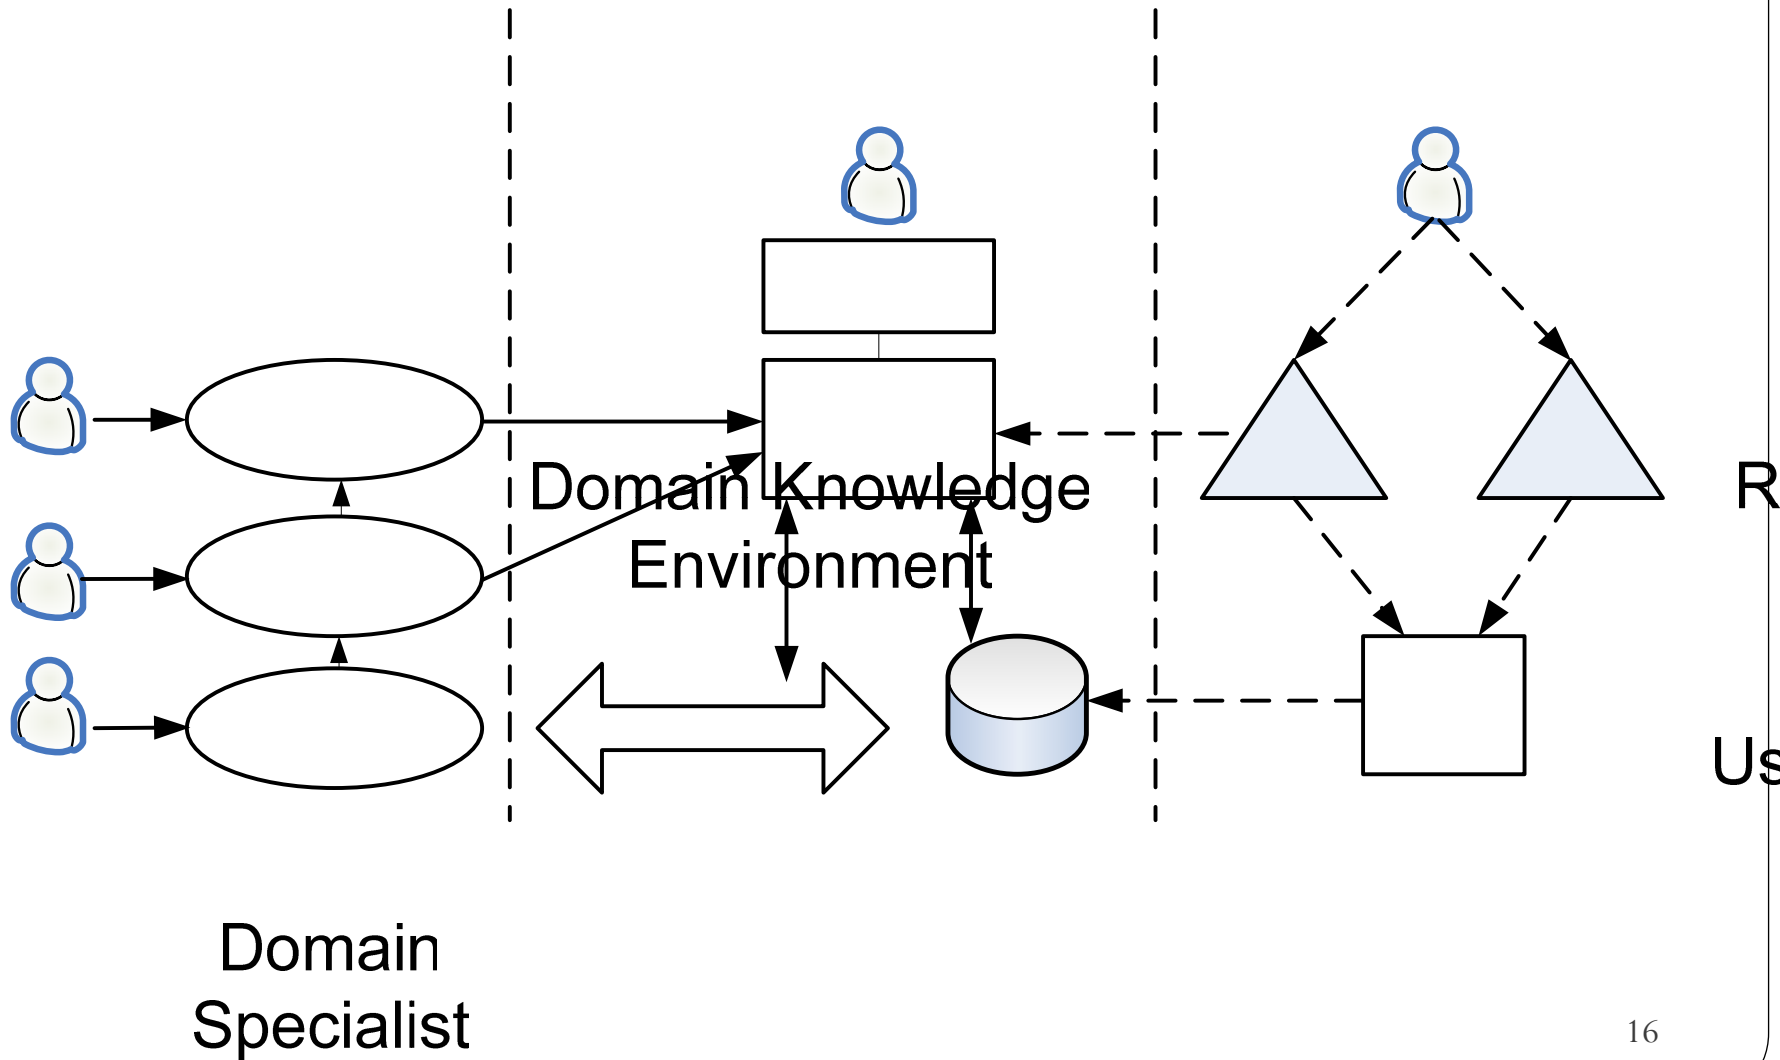 Domain Knowledge
Environment
R
Us
Domain
Specialist
16